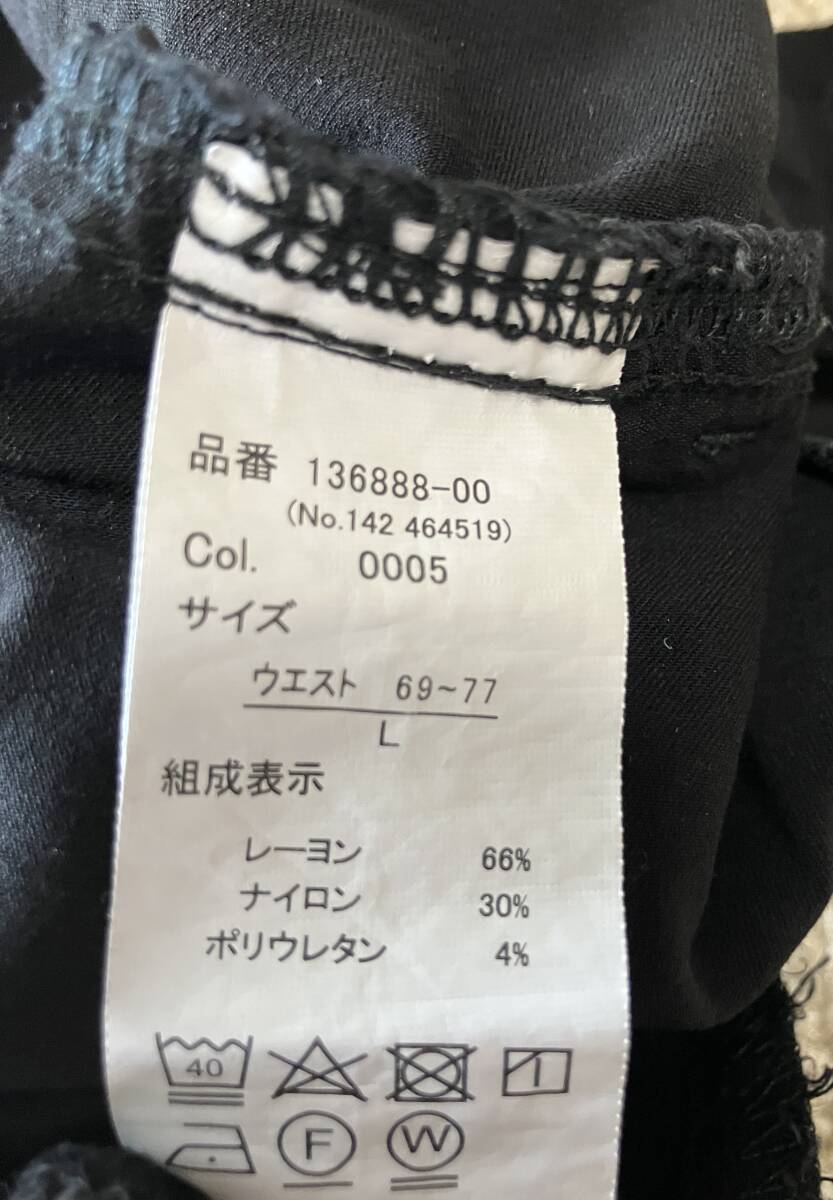 品番 136888-00
(No.142 464519)
Col. 0005
サイズ
ウエスト 69~77
L
組成表示
レーヨン 66%
ナイロン 30%
ポリウレタン 4%
40
F W